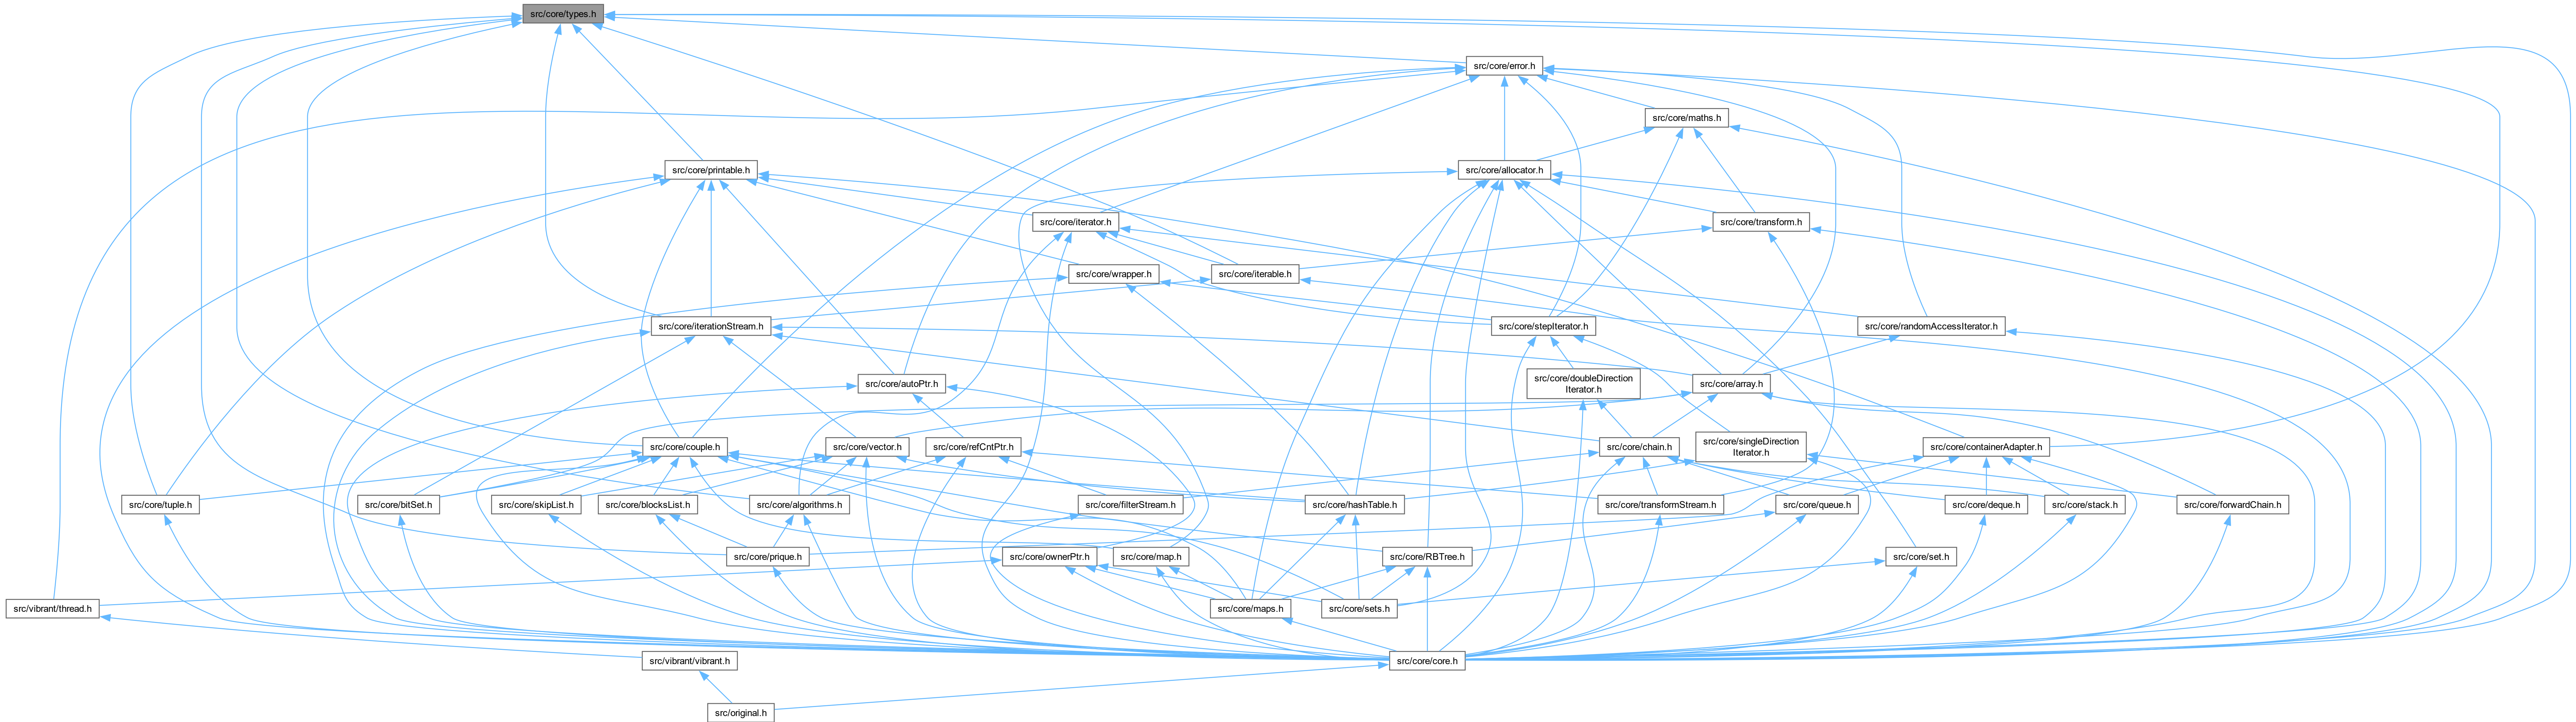 src/core/types.h
src/core/error.h
src/core/maths.h
src/core/printable.h
src/core/allocator.h
src/core/iterator.h
src/core/transform.h
src/core/wrapper.h
src/core/iterable.h
src/core/iterationStream.h
src/core/stepIterator.h
src/core/randomAccessIterator.h
src/core/autoPtr.h
src/core/doubleDirection
Iterator.h
src/core/array.h
src/core/couple.h
src/core/vector.h
src/core/refCntPtr.h
src/core/chain.h
src/core/singleDirection
Iterator.h
src/core/containerAdapter.h
src/core/tuple.h
src/core/bitSet.h
src/core/skipList.h
src/core/blocksList.h
src/core/algorithms.h
src/core/filterStream.h
src/core/hashTable.h
src/core/transformStream.h
src/core/queue.h
src/core/deque.h
src/core/stack.h
src/core/forwardChain.h
src/core/prique.h
src/core/ownerPtr.h
src/core/map.h
src/core/RBTree.h
src/core/set.h
src/vibrant/thread.h
src/core/maps.h
src/core/sets.h
src/vibrant/vibrant.h
src/core/core.h
src/original.h